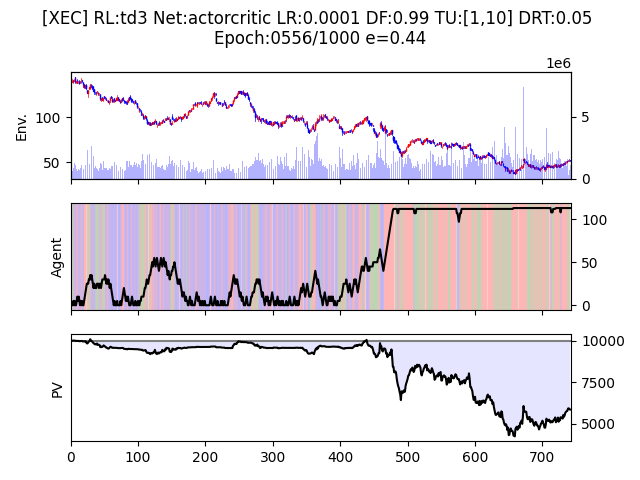 [XEC] RL:td3 Net:actorcritic LR:0.0001 DF:0.99 TU:[1,10] DRT:0.05
Epoch:0556/1000 e=0.44
1e6
Env.
100
50
5
0
Agent
100
50
0
PV
10000
7500
5000
0 100 200 300 400 500 600 700